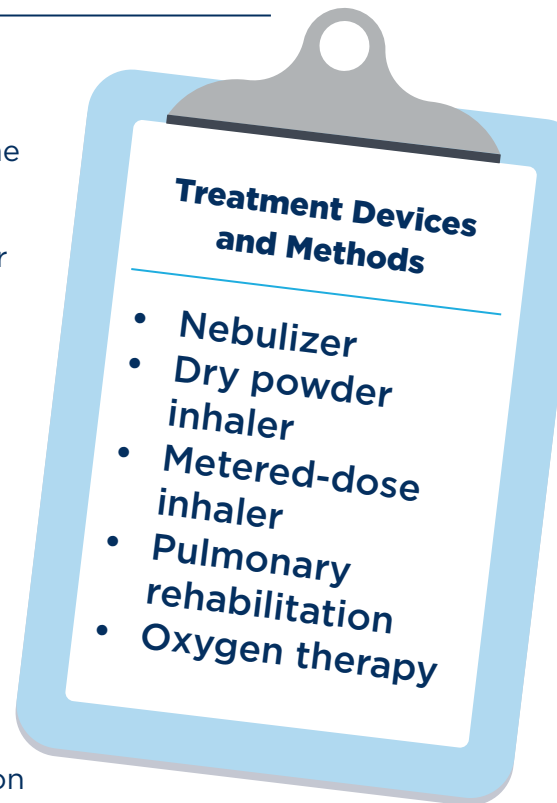 Treatment Devices
and Methods
• Nebulizer
• Dry powder
inhaler
• Metered-dose
inhaler
• Pulmonary
rehabilitation
• Oxygen therapy